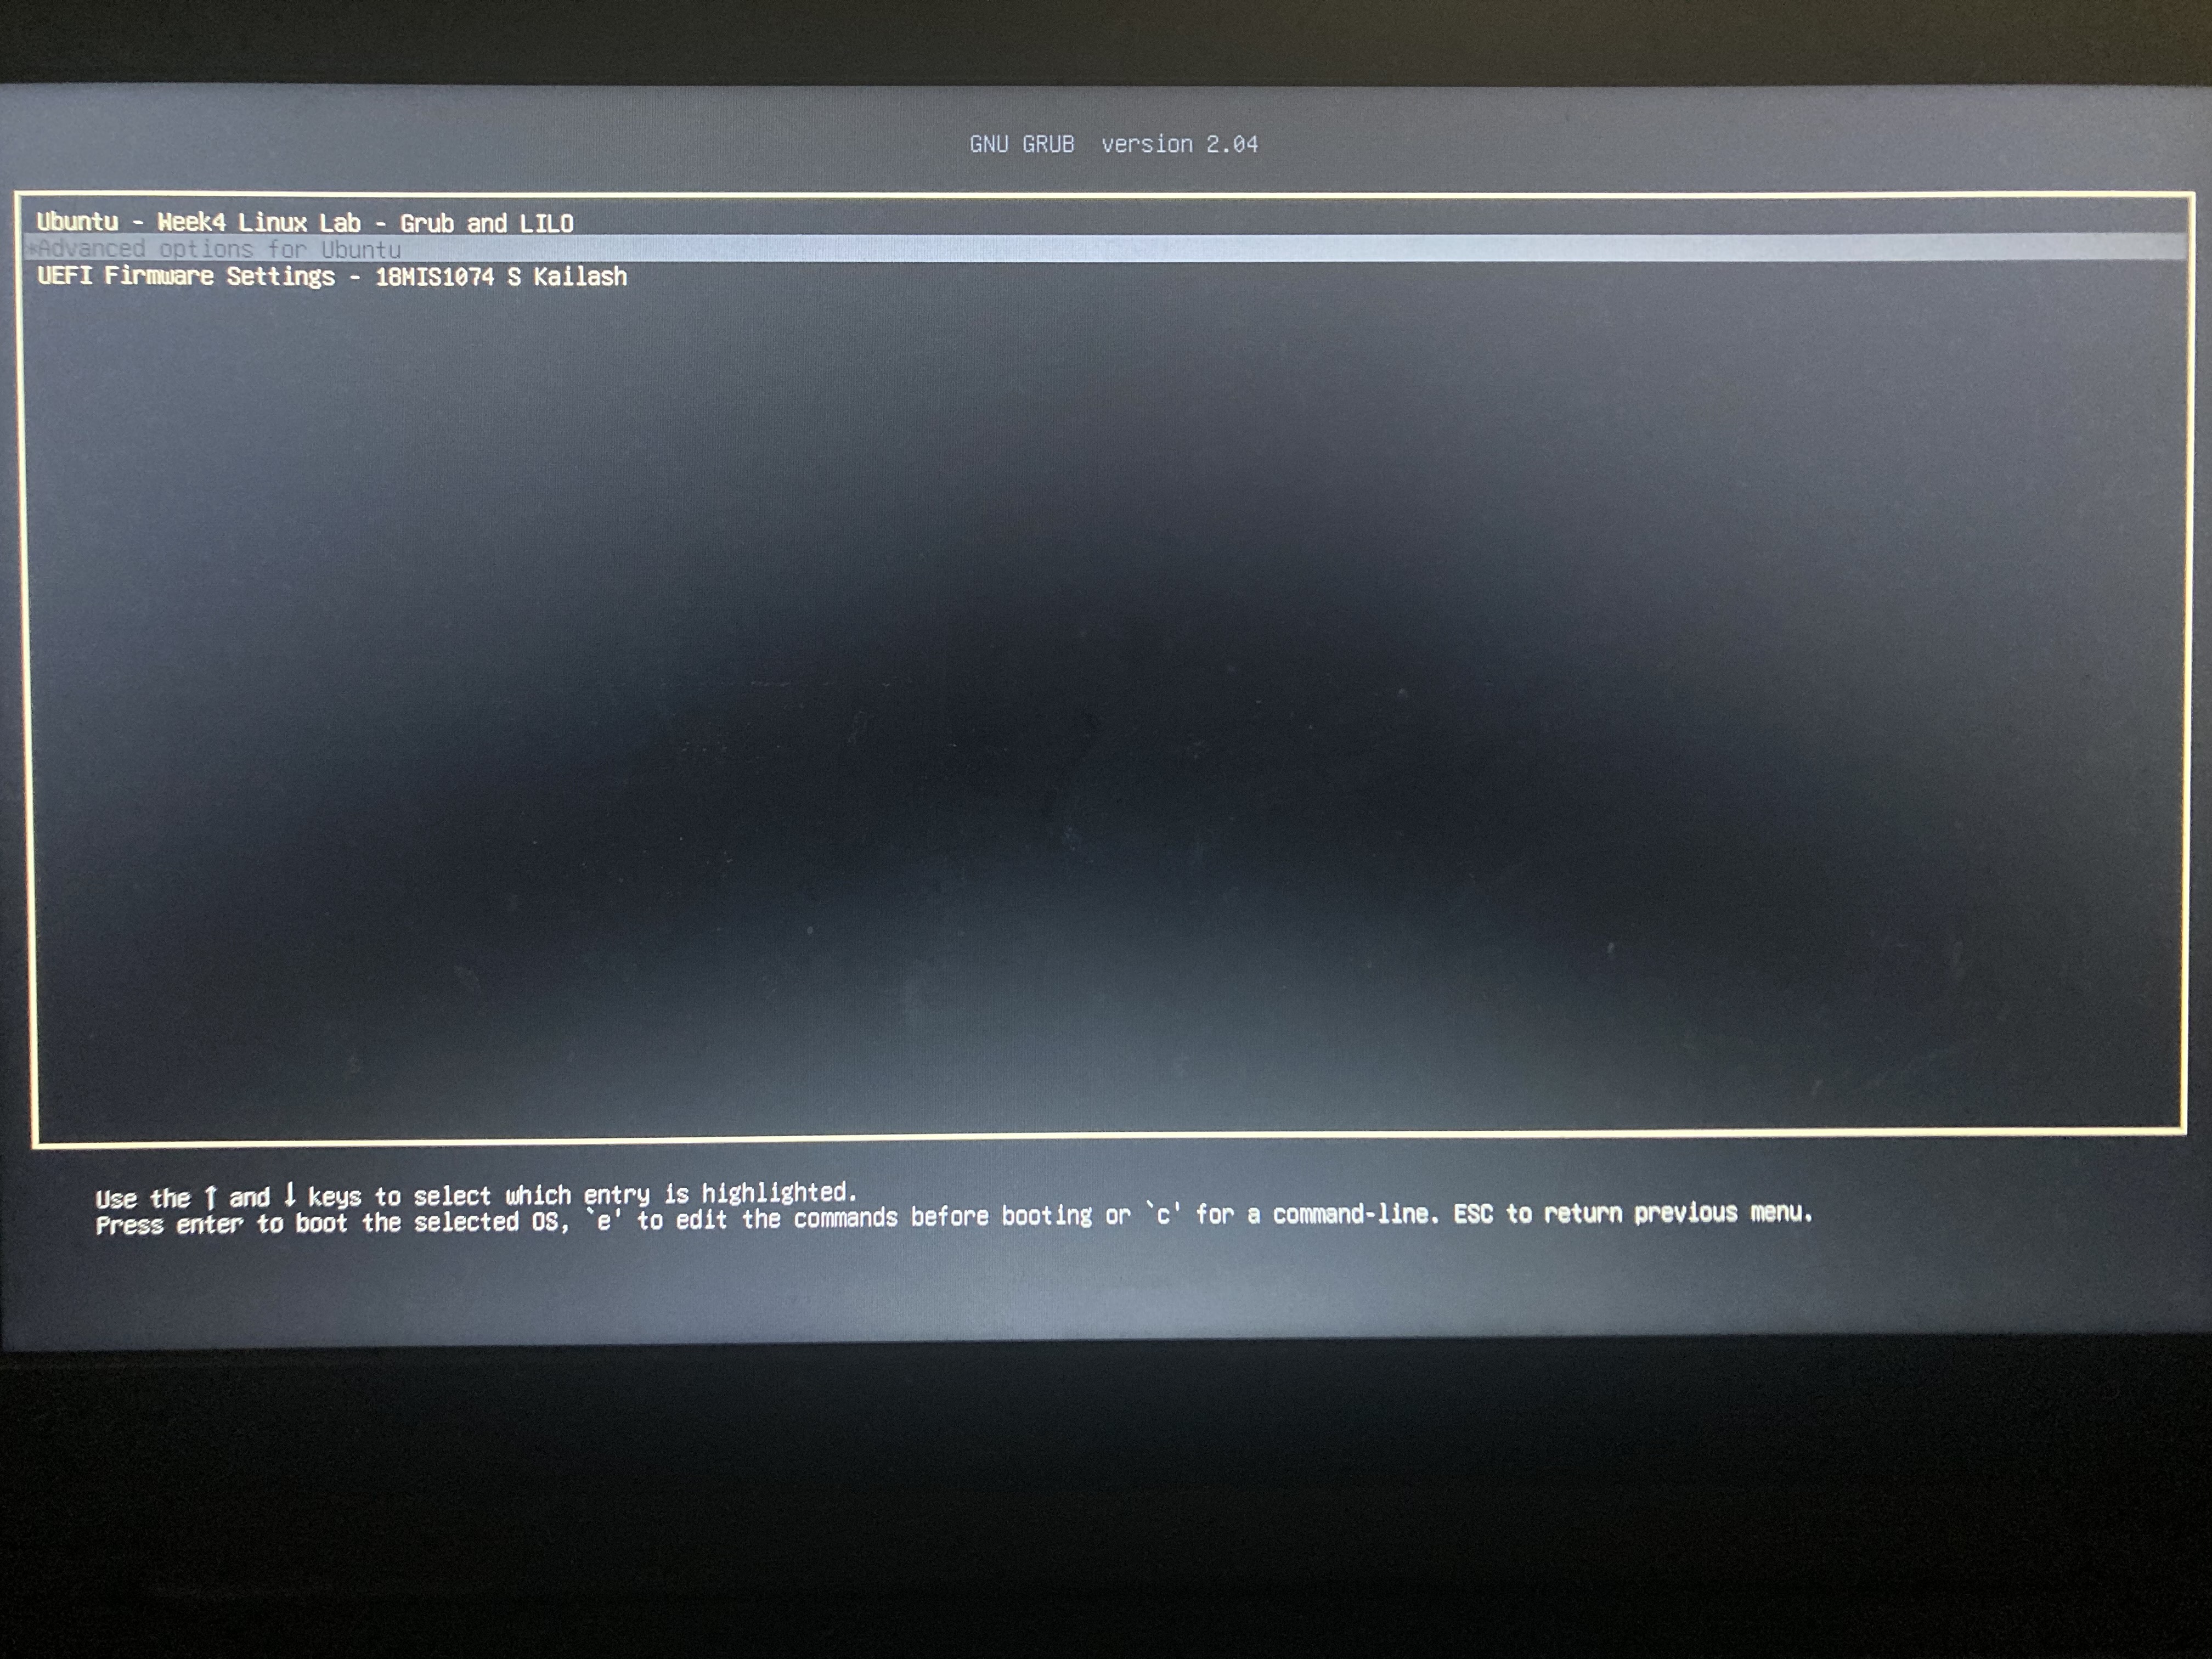 GNU GRUB  version 2.04
Ubuntu - Week4 Linux Lab - Grub and LILO
*Advanced options for Ubuntu
UEFI Firmware Settings - 18MIS1074 S Kailash
Use the ↑ and ↓ keys to select which entry is highlighted.
Press enter to boot the selected OS, `e' to edit the commands before booting or `c' for a command-line. ESC to return previous menu.